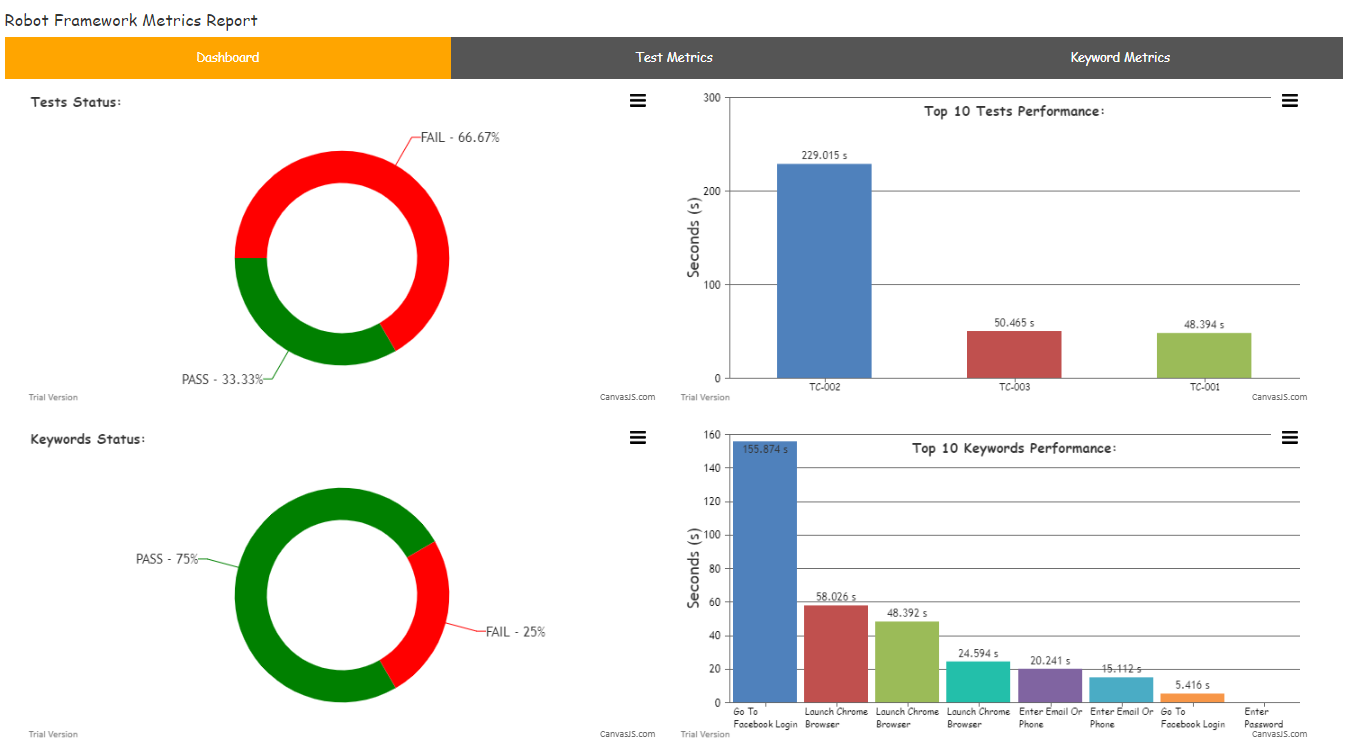 Robot Framework Metrics Report
Dashboard
Test Metrics
Keyword Metrics
Tests Status:
FAIL - 66.67%
PASS - 33.33%
Trial Version
CanvasJS.com
Top 10 Tests Performance:
Seconds (s)
300
200
100
0
229.015 s
50.465 s
48.394 s
TC-002
TC-003
TC-001
Trial Version
CanvasJS.com
Keywords Status:
PASS - 75%
FAIL - 25%
Trial Version
CanvasJS.com
Top 10 Keywords Performance:
Seconds (s)
160
140
120
100
80
60
40
20
0
155.874 s
58.026 s
48.392 s
24.594 s
20.241 s
15.112 s
5.416 s
Go To
Facebook Login
Launch Chrome
Browser
Launch Chrome
Browser
Launch Chrome
Browser
Enter Email Or
Phone
Enter Email Or
Phone
Go To
Facebook Login
Enter
Password
Trial Version
CanvasJS.com